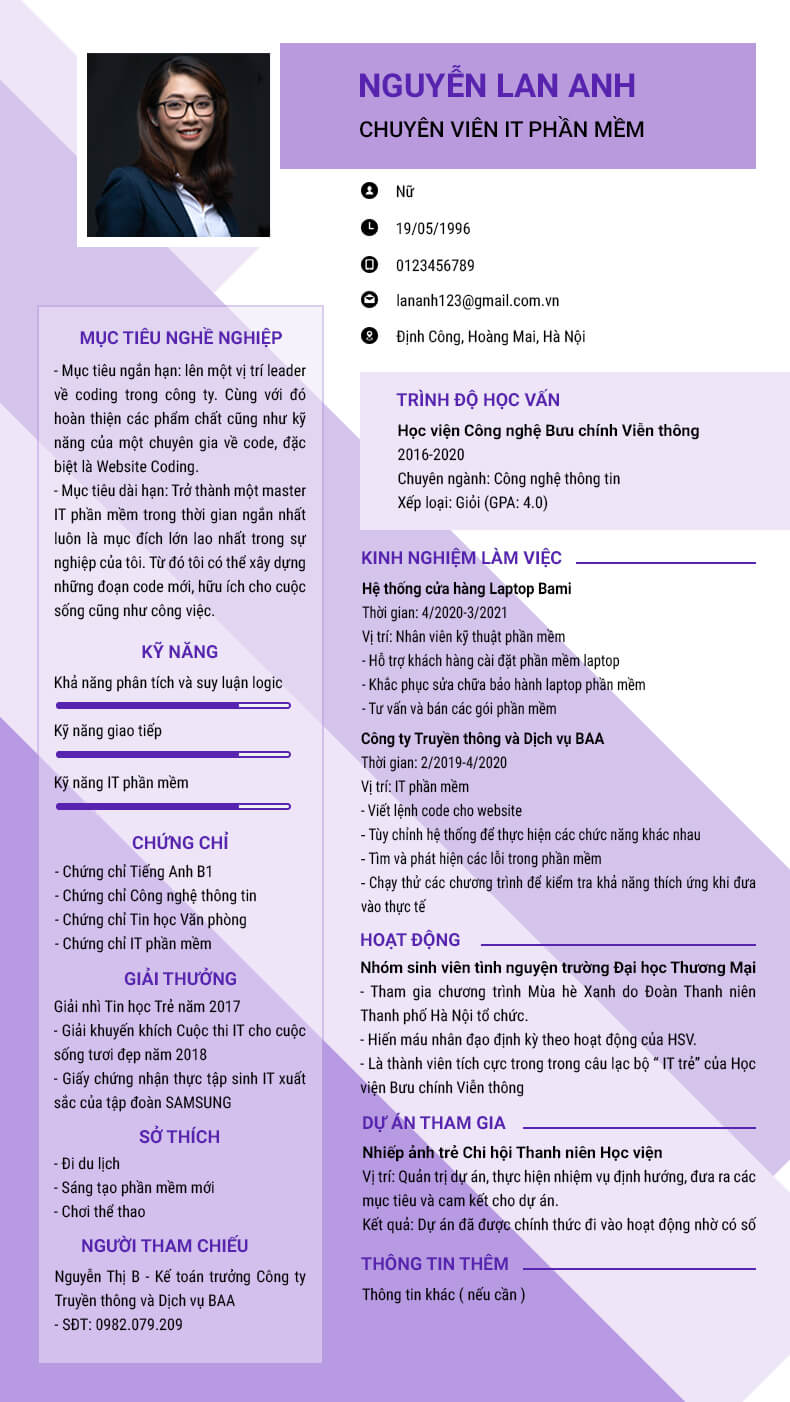 NGUYỄN LAN ANH
CHUYÊN VIÊN IT PHẦN MỀM
Nữ
19/05/1996
0123456789
lananh123@gmail.com.vn
Định Công, Hoàng Mai, Hà Nội
MỤC TIÊU NGHỀ NGHIỆP
- Mục tiêu ngắn hạn: lên một vị trí leader
về coding trong công ty. Cùng với đó
hoàn thiện các phẩm chất cũng như kỹ
năng của một chuyên gia về code, đặc
biệt là Website Coding.
- Mục tiêu dài hạn: Trở thành một master
IT phần mềm trong thời gian ngắn nhất
luôn là mục đích lớn lao nhất trong sự
nghiệp của tôi. Từ đó tôi có thể xây dựng
những đoạn code mới, hữu ích cho cuộc
sống cũng như công việc.
KỸ NĂNG
Khả năng phân tích và suy luận logic
Kỹ năng giao tiếp
Kỹ năng IT phần mềm
CHỨNG CHỈ
- Chứng chỉ Tiếng Anh B1
- Chứng chỉ Công nghệ thông tin
- Chứng chỉ Tin học Văn phòng
- Chứng chỉ IT phần mềm
GIẢI THƯỞNG
Giải nhì Tin học Trẻ năm 2017
- Giải khuyến khích Cuộc thi IT cho cuộc
sống tươi đẹp năm 2018
- Giấy chứng nhận thực tập sinh IT xuất
sắc của tập đoàn SAMSUNG
SỞ THÍCH
- Đi du lịch
- Sáng tạo phần mềm mới
- Chơi thể thao
NGƯỜI THAM CHIẾU
Nguyễn Thị B - Kế toán trưởng Công ty
Truyền thông và Dịch vụ BAA
- SĐT: 0982.079.209
TRÌNH ĐỘ HỌC VẤN
Học viện Công nghệ Bưu chính Viễn thông
2016-2020
Chuyên ngành: Công nghệ thông tin
Xếp loại: Giỏi (GPA: 4.0)
KINH NGHIỆM LÀM VIỆC
Hệ thống cửa hàng Laptop Bami
Thời gian: 4/2020-3/2021
Vị trí: Nhân viên kỹ thuật phần mềm
- Hỗ trợ khách hàng cài đặt phần mềm laptop
- Khắc phục sửa chữa bảo hành laptop phần mềm
- Tư vấn và bán các gói phần mềm
Công ty Truyền thông và Dịch vụ BAA
Thời gian: 2/2019-4/2020
Vị trí: IT phần mềm
- Viết lệnh code cho website
- Tùy chỉnh hệ thống để thực hiện các chức năng khác nhau
- Tìm và phát hiện các lỗi trong phần mềm
- Chạy thử các chương trình để kiểm tra khả năng thích ứng khi đưa
vào thực tế
HOẠT ĐỘNG
Nhóm sinh viên tình nguyện trường Đại học Thương Mại
- Tham gia chương trình Mùa hè Xanh do Đoàn Thanh niên
Thanh phố Hà Nội tổ chức.
- Hiến máu nhân đạo định kỳ theo hoạt động của HSV.
- Là thành viên tích cực trong trong câu lạc bộ “ IT trẻ” của Học
viện Bưu chính Viễn thông
DỰ ÁN THAM GIA
Nhiếp ảnh trẻ Chi hội Thanh niên Học viện
Vị trí: Quản trị dự án, thực hiện nhiệm vụ định hướng, đưa ra các
mục tiêu và cam kết cho dự án.
Kết quả: Dự án đã được chính thức đi vào hoạt động nhờ có số
THÔNG TIN THÊM
Thông tin khác ( nếu cần )